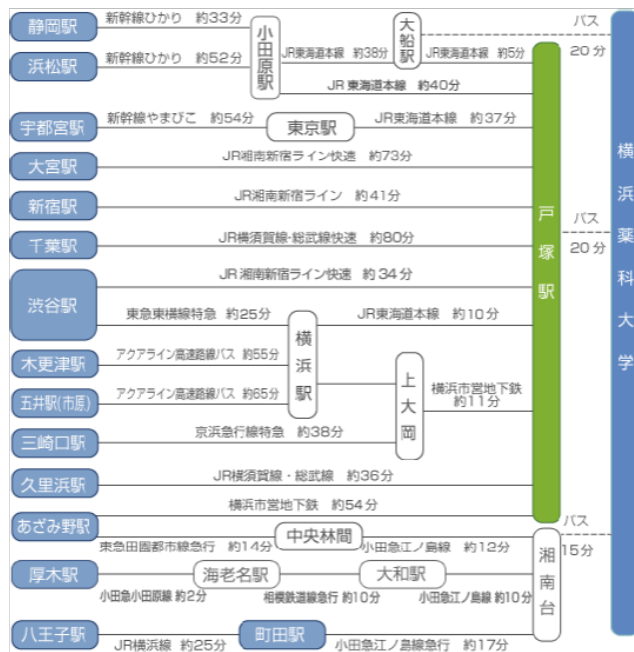 静岡駅 新幹線ひかり 約33分
浜松駅 新幹線ひかり 約52分
小田原駅
JR東海道本線 約38分
大船駅
JR東海道本線 約5分
JR東海道本線 約40分
バス
20分
宇都宮駅 新幹線やまびこ 約54分 東京駅 JR東海道本線 約37分
大宮駅 JR湘南新宿ライン快速 約73分
新宿駅 JR湘南新宿ライン 約41分
千葉駅 JR横須賀線・総武線快速 約80分
戸塚駅
バス
20分
横浜薬科大学
渋谷駅 JR湘南新宿ライン快速 約34分
東急東横線特急 約25分 横浜駅 JR東海道本線 約10分
木更津駅 アクアライン高速路線バス 約55分
五井駅(市原) アクアライン高速路線バス 約65分
上大岡
横浜市営地下鉄
約11分
三崎口駅 京浜急行線特急 約38分
久里浜駅 JR横須賀線・総武線 約36分
あざみ野駅 横浜市営地下鉄 約54分
東急田園都市線急行 約14分 中央林間 小田急江ノ島線 約12分
湘南台
バス
15分
厚木駅 海老名駅 大和駅
小田急小田原線 約2分 相模鉄道線急行 約10分 小田急江ノ島線 約10分
八王子駅 JR横浜線 約25分 町田駅 小田急江ノ島線急行 約17分